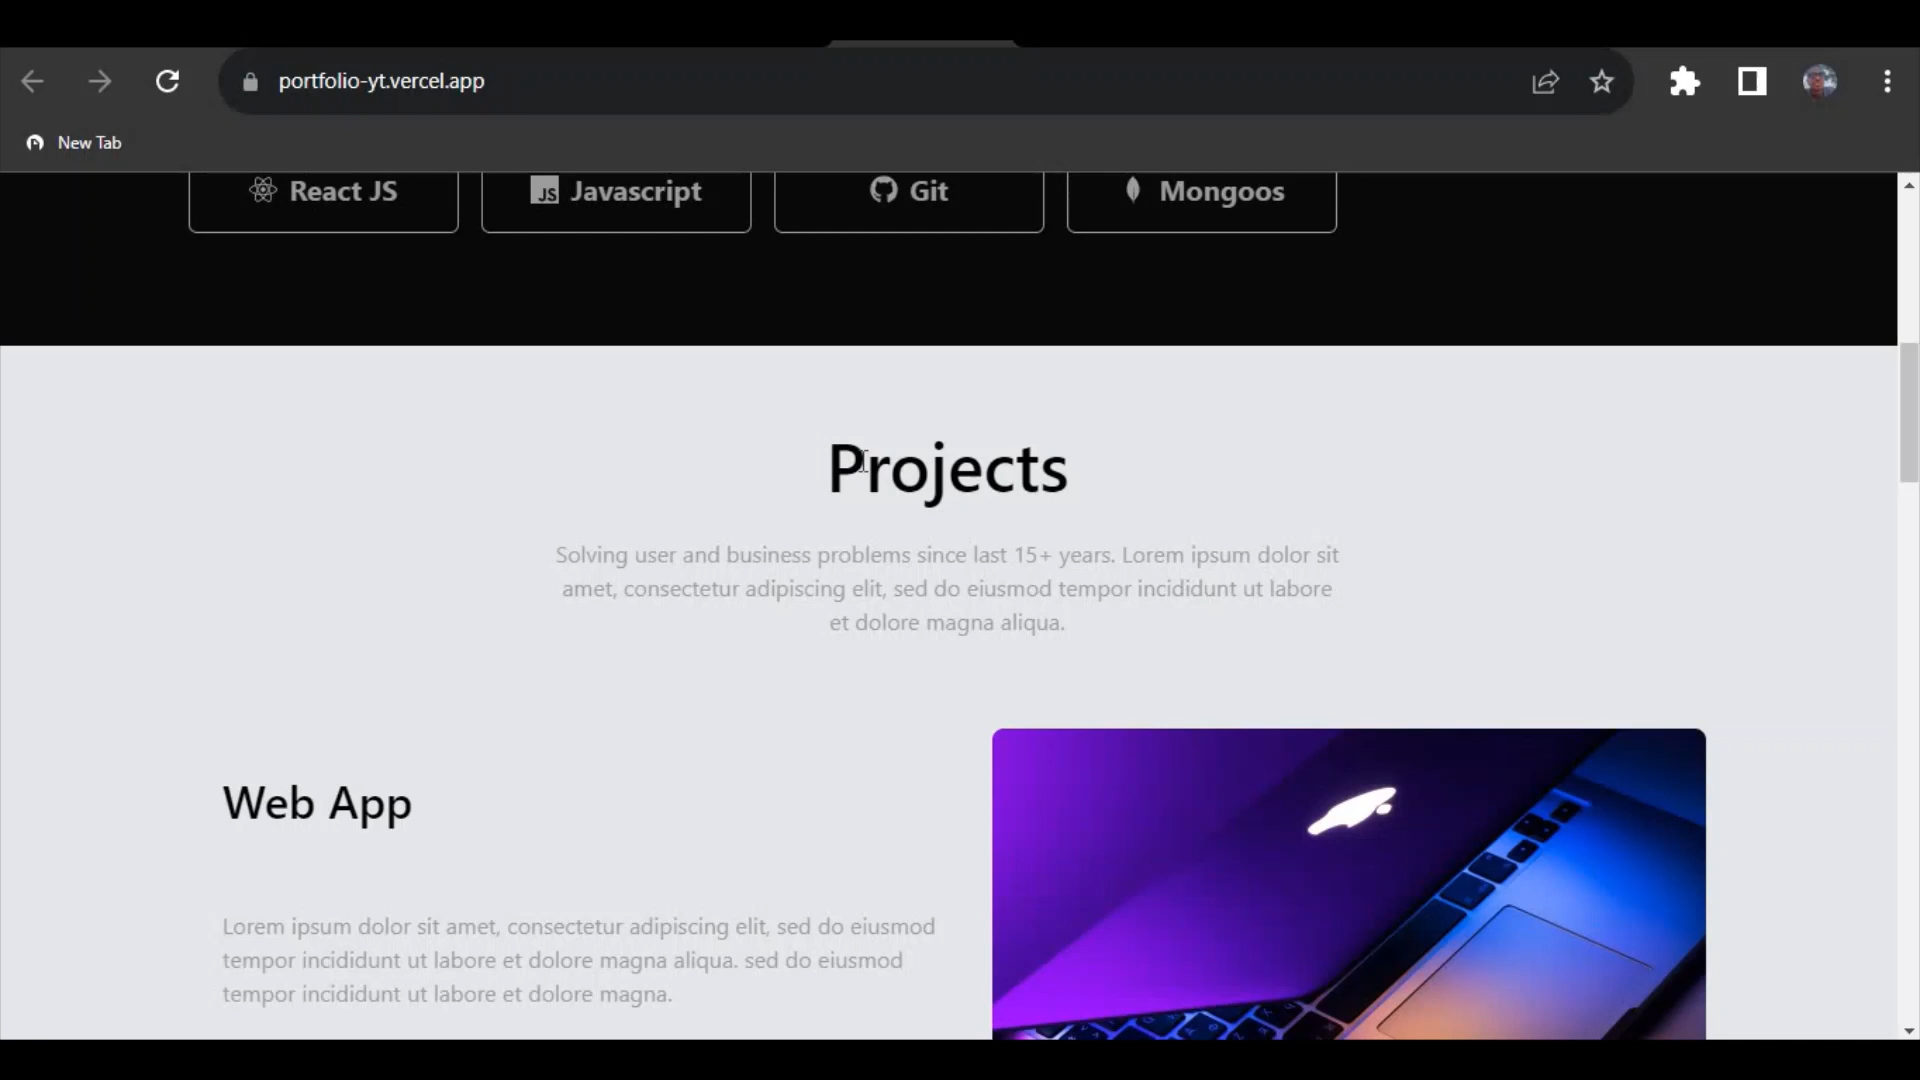 portfolio-yt.vercel.app
New Tab
React JS
JS Javascript
Git
Mongoos
Projects
Solving user and business problems since last 15+ years. Lorem ipsum dolor sit
amet, consectetur adipiscing elit, sed do eiusmod tempor incididunt ut labore
et dolore magna aliqua.
Web App
Lorem ipsum dolor sit amet, consectetur adipiscing elit, sed do eiusmod
tempor incididunt ut labore et dolore magna aliqua. sed do eiusmod
tempor incididunt ut labore et dolore magna.